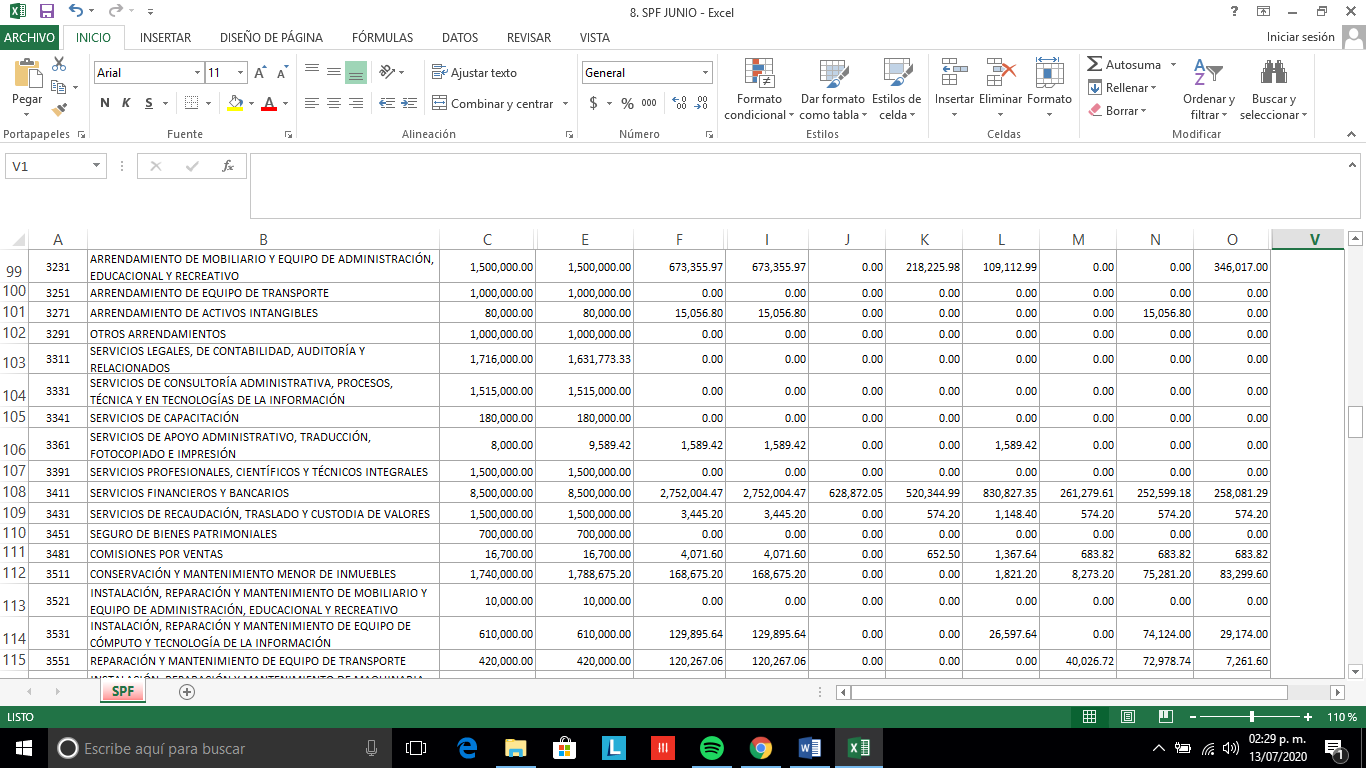 8. SPF JUNIO - Excel
ARCHIVO INICIO INSERTAR DISEÑO DE PÁGINA FÓRMULAS DATOS REVISAR VISTA Iniciar sesión
Arial 11 Ajustar texto General Autosuma
Pegar N K S Combinar y centrar $ % 000 Formato condicional Dar formato como tabla Estilos de celda Insertar Eliminar Formato Rellenar Borrar Ordenar y filtrar Buscar y seleccionar
Portapapeles Fuente Alineación Número Estilos Celdas Modificar
V1 fx
A B C E F I J K L M N O V
99 3231 ARRENDAMIENTO DE MOBILIARIO Y EQUIPO DE ADMINISTRACIÓN, EDUCACIONAL Y RECREATIVO 1,500,000.00 1,500,000.00 673,355.97 673,355.97 0.00 218,225.98 109,112.99 0.00 0.00 346,017.00
100 3251 ARRENDAMIENTO DE EQUIPO DE TRANSPORTE 1,000,000.00 1,000,000.00 0.00 0.00 0.00 0.00 0.00 0.00 0.00 0.00
101 3271 ARRENDAMIENTO DE ACTIVOS INTANGIBLES 80,000.00 80,000.00 15,056.80 15,056.80 0.00 0.00 0.00 0.00 15,056.80 0.00
102 3291 OTROS ARRENDAMIENTOS 1,000,000.00 1,000,000.00 0.00 0.00 0.00 0.00 0.00 0.00 0.00 0.00
103 3311 SERVICIOS LEGALES, DE CONTABILIDAD, AUDITORÍA Y RELACIONADOS 1,716,000.00 1,631,773.33 0.00 0.00 0.00 0.00 0.00 0.00 0.00 0.00
104 3331 SERVICIOS DE CONSULTORÍA ADMINISTRATIVA, PROCESOS, TÉCNICA Y EN TECNOLOGÍAS DE LA INFORMACIÓN 1,515,000.00 1,515,000.00 0.00 0.00 0.00 0.00 0.00 0.00 0.00 0.00
105 3341 SERVICIOS DE CAPACITACIÓN 180,000.00 180,000.00 0.00 0.00 0.00 0.00 0.00 0.00 0.00 0.00
106 3361 SERVICIOS DE APOYO ADMINISTRATIVO, TRADUCCIÓN, FOTOCOPIADO E IMPRESIÓN 8,000.00 9,589.42 1,589.42 1,589.42 0.00 0.00 1,589.42 0.00 0.00 0.00
107 3391 SERVICIOS PROFESIONALES, CIENTÍFICOS Y TÉCNICOS INTEGRALES 1,500,000.00 1,500,000.00 0.00 0.00 0.00 0.00 0.00 0.00 0.00 0.00
108 3411 SERVICIOS FINANCIEROS Y BANCARIOS 8,500,000.00 8,500,000.00 2,752,004.47 2,752,004.47 628,872.05 520,344.99 830,827.35 261,279.61 252,599.18 258,081.29
109 3431 SERVICIOS DE RECAUDACIÓN, TRASLADO Y CUSTODIA DE VALORES 1,500,000.00 1,500,000.00 3,445.20 3,445.20 0.00 574.20 1,148.40 574.20 574.20 574.20
110 3451 SEGURO DE BIENES PATRIMONIALES 700,000.00 700,000.00 0.00 0.00 0.00 0.00 0.00 0.00 0.00 0.00
111 3481 COMISIONES POR VENTAS 16,700.00 16,700.00 4,071.60 4,071.60 0.00 652.50 1,367.64 683.82 683.82 683.82
112 3511 CONSERVACIÓN Y MANTENIMIENTO MENOR DE INMUEBLES 1,740,000.00 1,788,675.20 168,675.20 168,675.20 0.00 0.00 1,821.20 8,273.20 75,281.20 83,299.60
113 3521 INSTALACIÓN, REPARACIÓN Y MANTENIMIENTO DE MOBILIARIO Y EQUIPO DE ADMINISTRACIÓN, EDUCACIONAL Y RECREATIVO 10,000.00 10,000.00 0.00 0.00 0.00 0.00 0.00 0.00 0.00 0.00
114 3531 INSTALACIÓN, REPARACIÓN Y MANTENIMIENTO DE EQUIPO DE CÓMPUTO Y TECNOLOGÍA DE LA INFORMACIÓN 610,000.00 610,000.00 129,895.64 129,895.64 0.00 0.00 26,597.64 0.00 74,124.00 29,174.00
115 3551 REPARACIÓN Y MANTENIMIENTO DE EQUIPO DE TRANSPORTE 420,000.00 420,000.00 120,267.06 120,267.06 0.00 0.00 0.00 40,026.72 72,978.74 7,261.60
SPF
LISTO 110 %
Escribe aquí para buscar 02:29 p. m.
13/07/2020